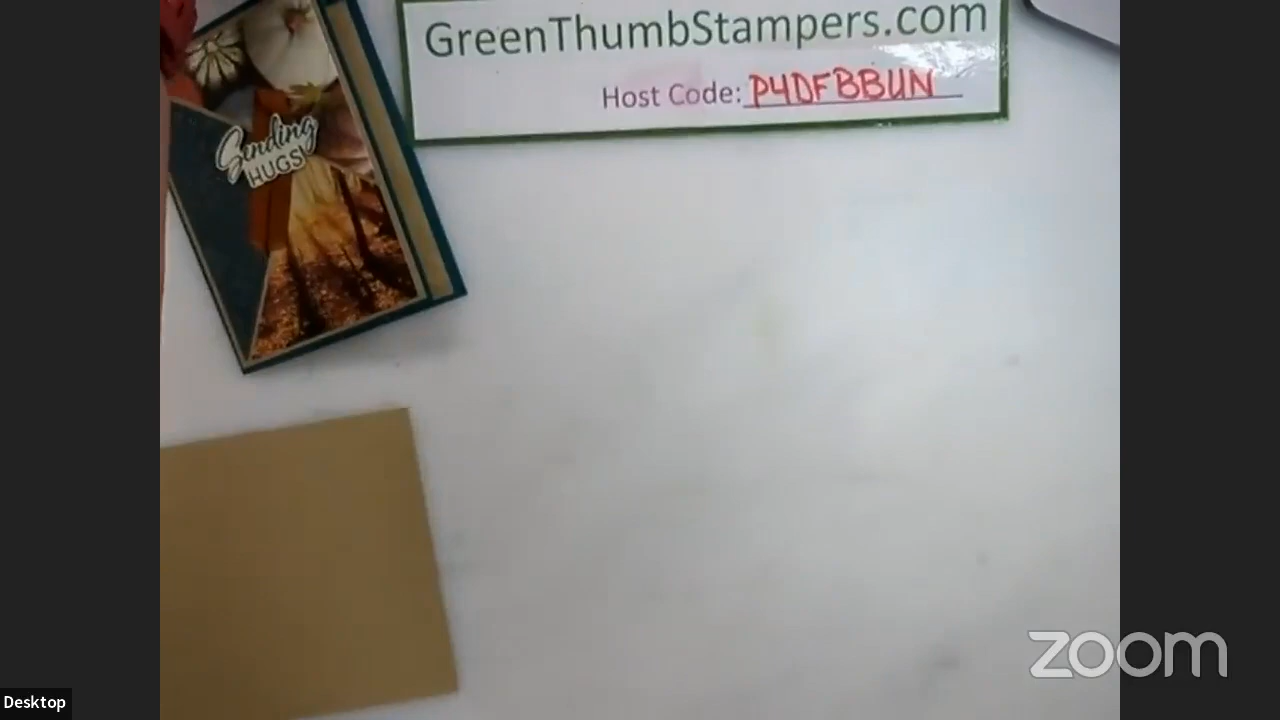 GreenThumbStampers.com
Host Code: P4DFBBUN
Sending
HUGS
zoom
Desktop